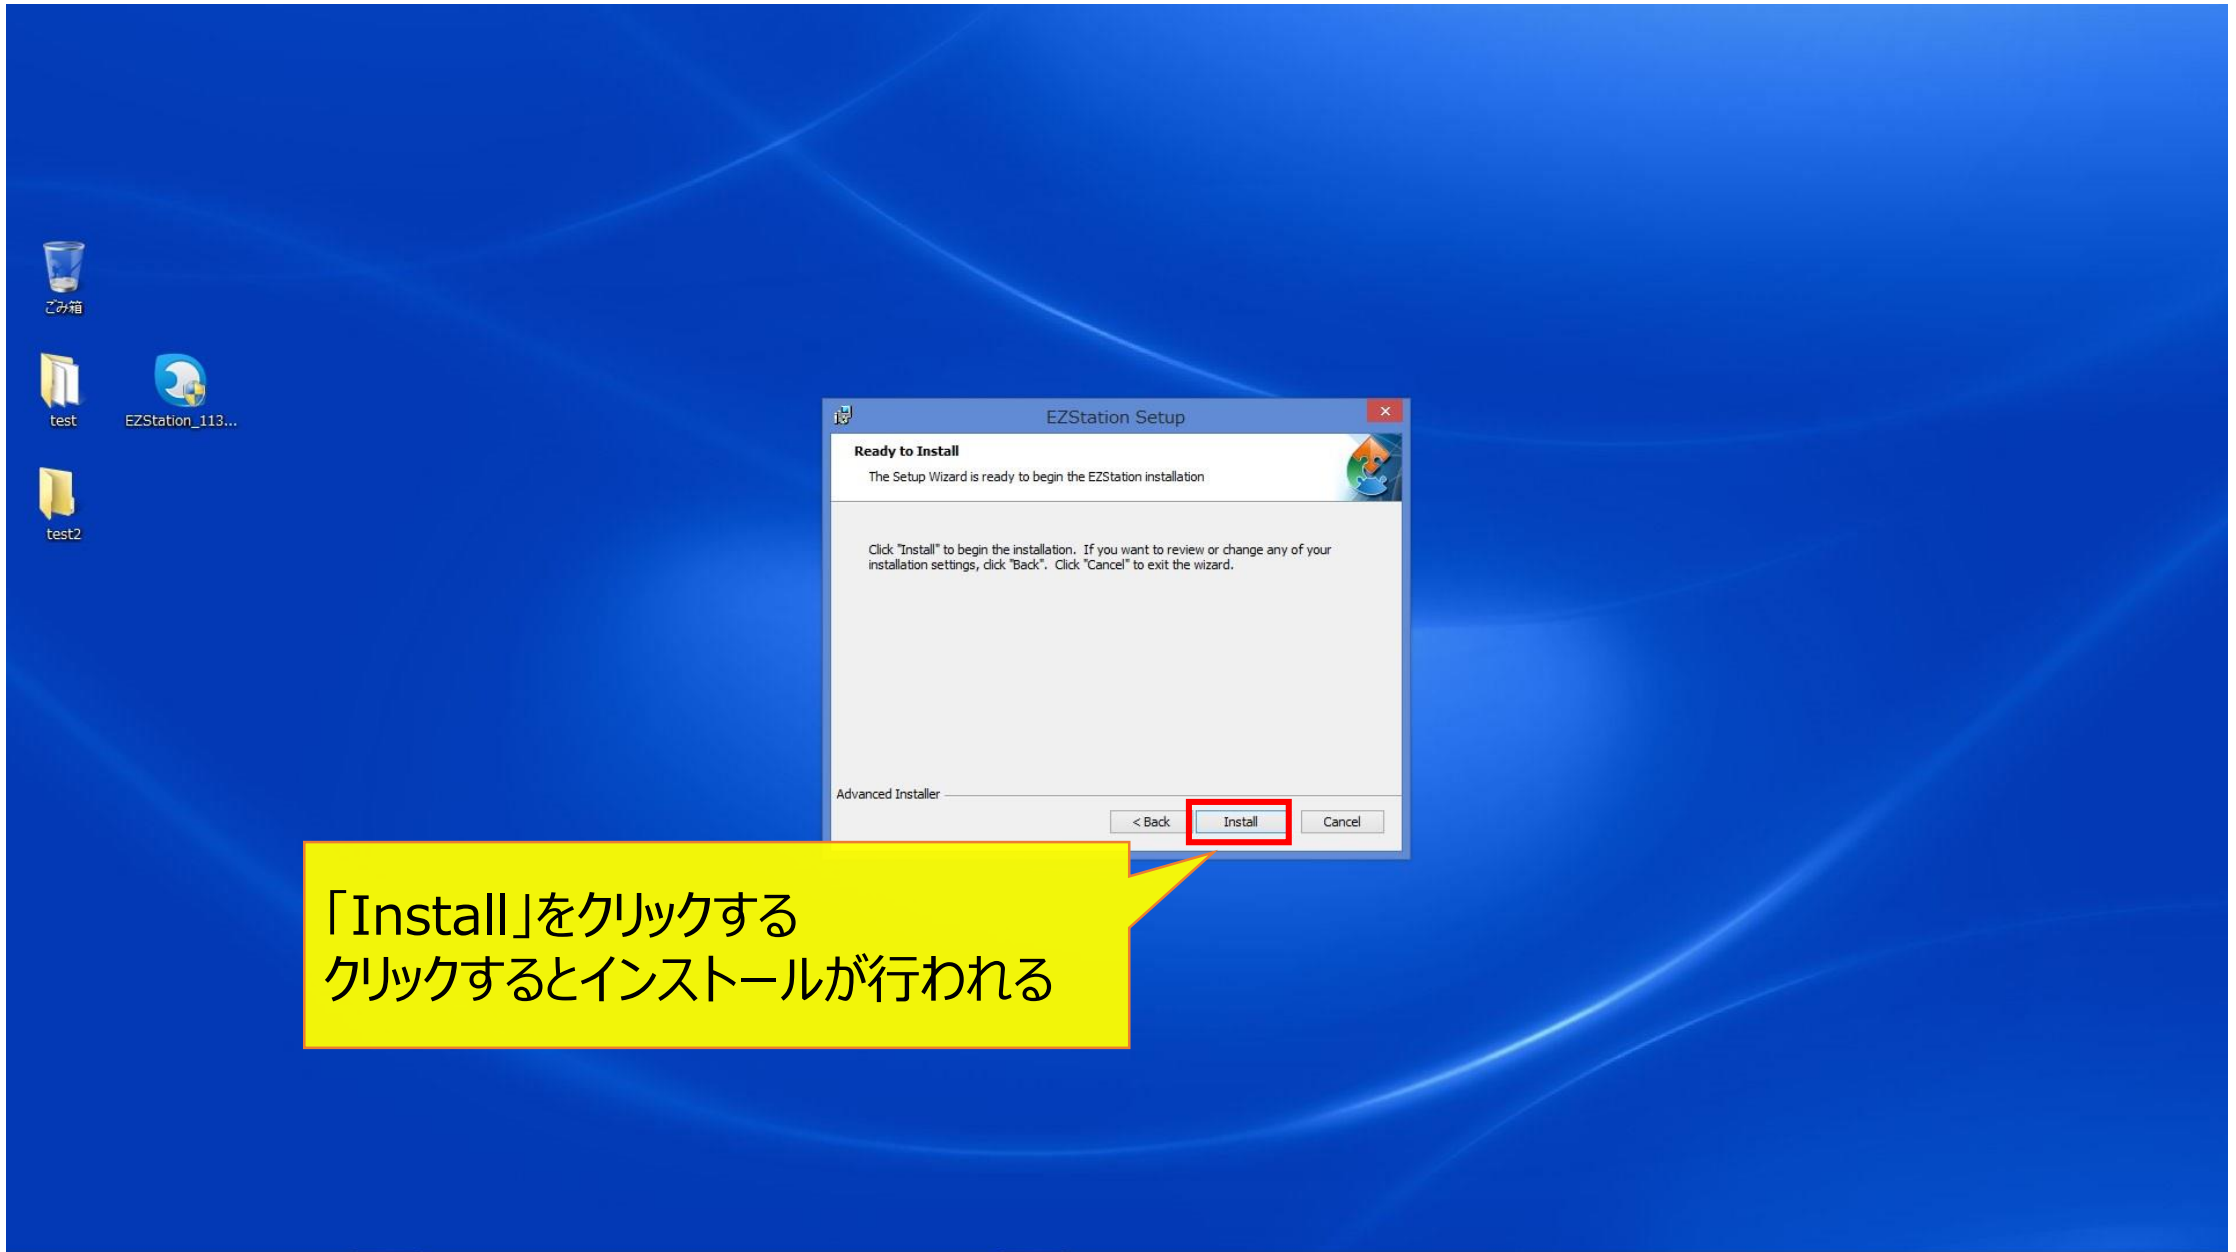 ごみ箱
test
EZStation_113...
test2
EZStation Setup
Ready to Install
The Setup Wizard is ready to begin the EZStation installation
Click "Install" to begin the installation.  If you want to review or change any of your
installation settings, click "Back".  Click "Cancel" to exit the wizard.
Advanced Installer
< Back
Install
Cancel
「Install」をクリックする
クリックするとインストールが行われる